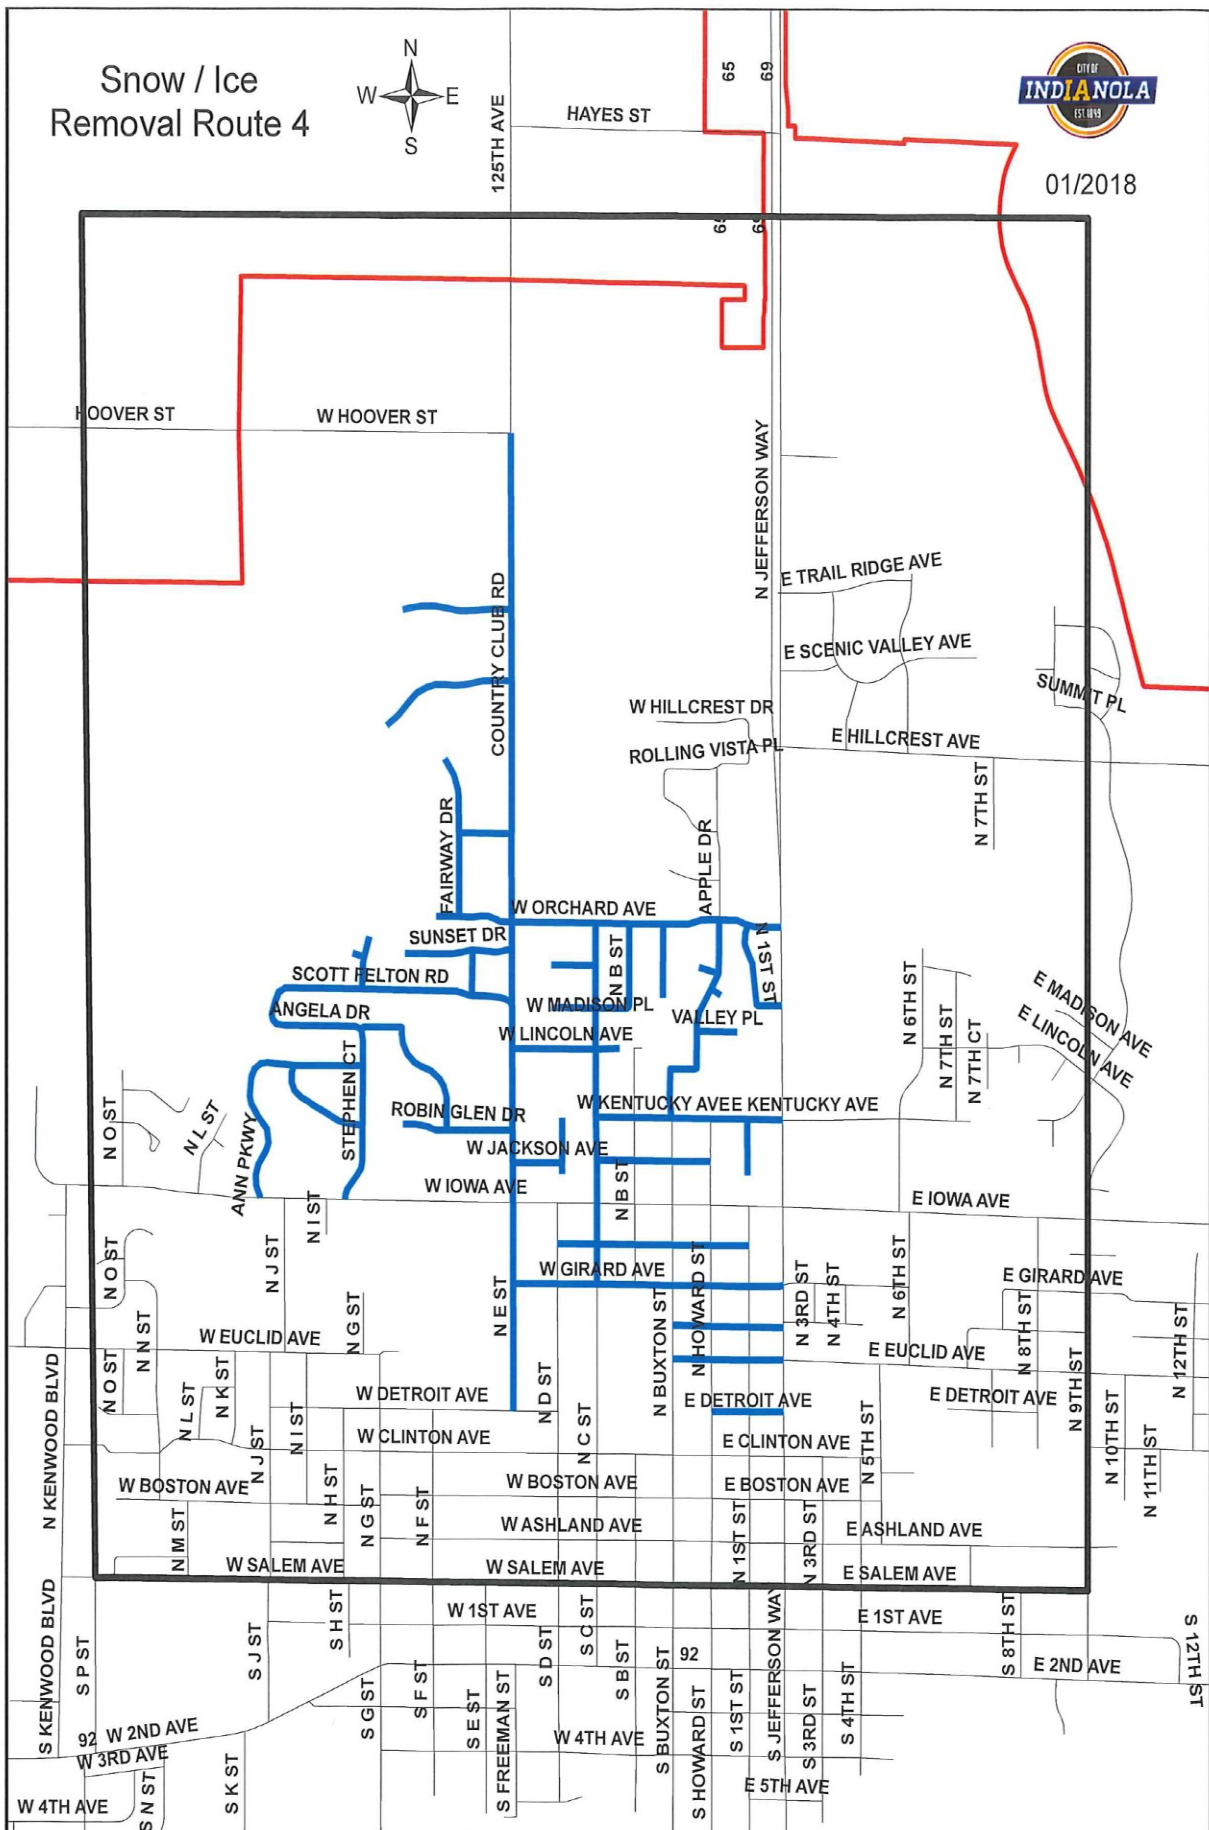 Snow / Ice
Removal Route 4
N
W E
S
CITY OF
INDIANOLA
EST. 1849
01/2018
65
69
125TH AVE
HAYES ST
65
69
HOOVER ST
W HOOVER ST
N JEFFERSON WAY
COUNTRY CLUB RD
E TRAIL RIDGE AVE
E SCENIC VALLEY AVE
SUMMIT PL
W HILLCREST DR
E HILLCREST AVE
ROLLING VISTA PL
N 7TH ST
FAIRWAY DR
APPLE DR
W ORCHARD AVE
SUNSET DR
N B ST
N 1ST ST
SCOTT FELTON RD
W MADISON PL
ANGELA DR
VALLEY PL
W LINCOLN AVE
N 6TH ST
N 7TH ST
N 7TH CT
E MADISON AVE
E LINCOLN AVE
STEPHEN CT
N O ST
N L ST
ANN PKWY
ROBIN GLEN DR
W KENTUCKY AVE
E KENTUCKY AVE
W JACKSON AVE
W IOWA AVE
N B ST
E IOWA AVE
N I ST
N O ST
N J ST
W GIRARD AVE
N HOWARD ST
N 6TH ST
E GIRARD AVE
N E ST
N BUXTON ST
N 3RD ST
N 4TH ST
N N ST
N G ST
W EUCLID AVE
E EUCLID AVE
N 8TH ST
N 12TH ST
N KENWOOD BLVD
N O ST
N L ST
N K ST
N I ST
W DETROIT AVE
N D ST
E DETROIT AVE
E DETROIT AVE
N 9TH ST
N J ST
W CLINTON AVE
N C ST
E CLINTON AVE
N 5TH ST
N 10TH ST
N 11TH ST
W BOSTON AVE
N H ST
N G ST
N F ST
W BOSTON AVE
E BOSTON AVE
N M ST
W ASHLAND AVE
N 1ST ST
N 3RD ST
E ASHLAND AVE
W SALEM AVE
W SALEM AVE
E SALEM AVE
S KENWOOD BLVD
S P ST
S J ST
S H ST
W 1ST AVE
S D ST
S C ST
S B ST
S JEFFERSON WAY
E 1ST AVE
S 8TH ST
S 12TH ST
92
E 2ND AVE
S G ST
S F ST
S E ST
S FREEMAN ST
S BUXTON ST
S HOWARD ST
S 1ST ST
S 3RD ST
S 4TH ST
92 W 2ND AVE
W 3RD AVE
W 4TH AVE
S N ST
S K ST
W 4TH AVE
E 5TH AVE